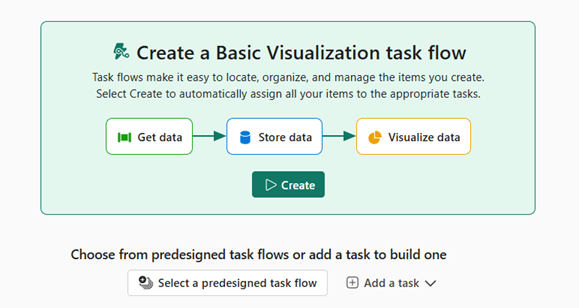 Create a Basic Visualization task flow
Task flows make it easy to locate, organize, and manage the items you create.
Select Create to automatically assign all your items to the appropriate tasks.
Get data
Store data
Visualize data
Create
Choose from predesigned task flows or add a task to build one
Select a predesigned task flow
Add a task